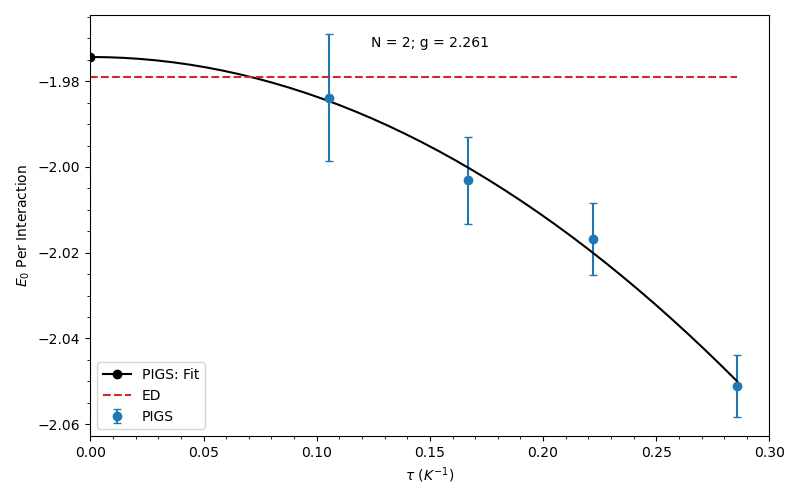 N = 2; g = 2.261
E₀ Per Interaction
−1.98
−2.00
−2.02
−2.04
−2.06
PIGS: Fit
ED
PIGS
0.00 0.05 0.10 0.15 0.20 0.25 0.30
τ (K⁻¹)